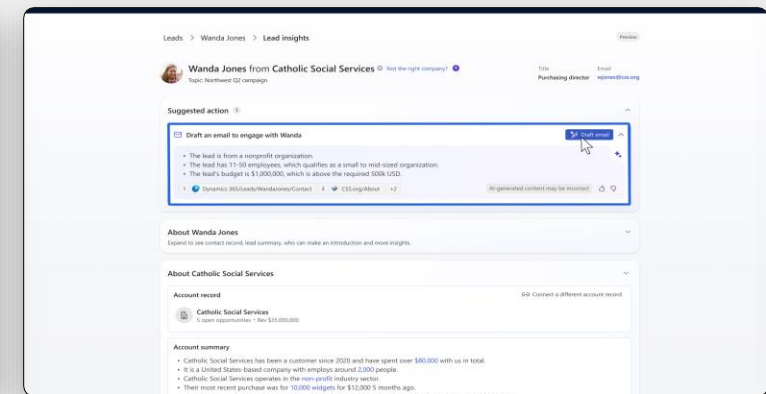 Leads > Wanda Jones > Lead insights
Preview
Wanda Jones from Catholic Social Services Not the right company?
Topic: Northwest Q2 campaign
Title
Purchasing director
Email
wjones@css.org
Suggested action
Draft an email to engage with Wanda
Draft email
• The lead is from a nonprofit organization.
• The lead has 11-50 employees, which qualifies as a small to mid-sized organization.
• The lead's budget is $1,000,000, which is above the required 500k USD.
1 Dynamics 365/Leads/WandaJones/Contact CSS.org/About +2
AI-generated content may be incorrect
About Wanda Jones
Expand to see contact record, lead summary, who can make an introduction and more insights.
About Catholic Social Services
Account record
Connect a different account record
Catholic Social Services
5 open opportunities • Rev $35,000,000
Account summary
• Catholic Social Services has been a customer since 2020 and have spent over $60,000 with us in total.
• It is a United States-based company with employs around 2,000 people.
• Catholic Social Services operates in the non-profit industry sector.
• Their most recent purchase was for 10,000 widgets for $12,000 5 months ago.